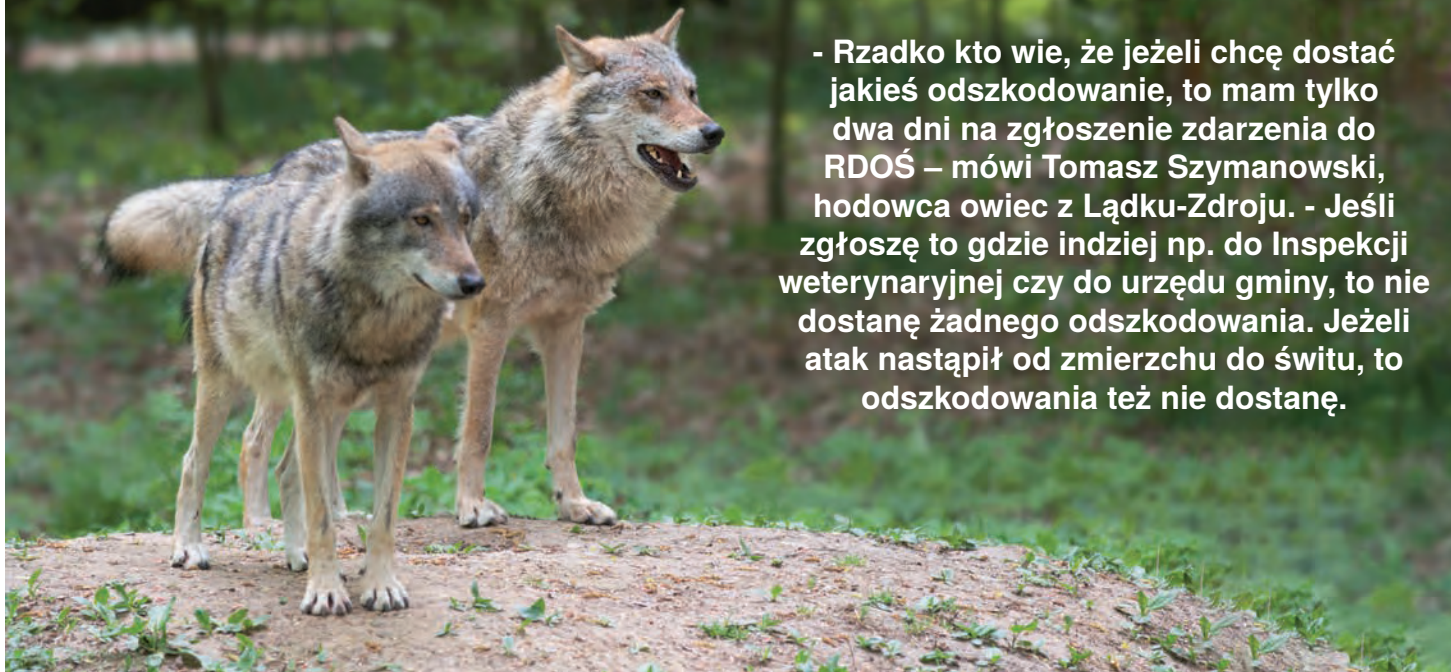 - Rzadko kto wie, że jeżeli chcę dostać
jakieś odszkodowanie, to mam tylko
dwa dni na zgłoszenie zdarzenia do
RDOŚ – mówi Tomasz Szymanowski,
hodowca owiec z Lądku-Zdroju. - Jeśli
zgłoszę to gdzie indziej np. do Inspekcji
weterynaryjnej czy do urzędu gminy, to nie
dostanę żadnego odszkodowania. Jeżeli
atak nastąpił od zmierzchu do świtu, to
odszkodowania też nie dostanę.